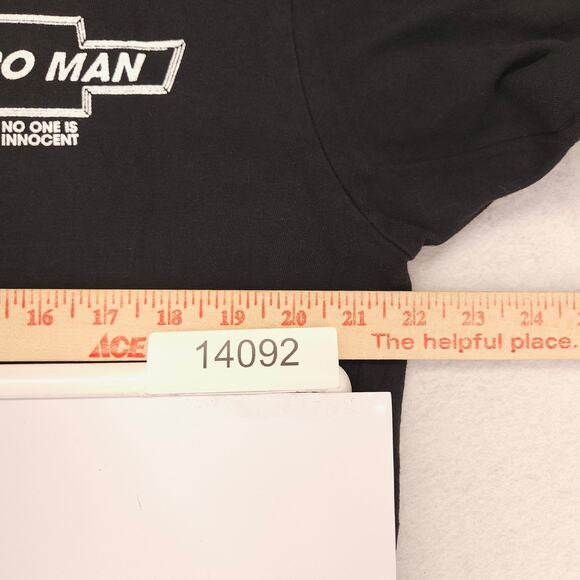 O MAN
NO ONE IS
INNOCENT
16 17 18 19 20 21 22 23 24
ACE
The helpful place.
14092